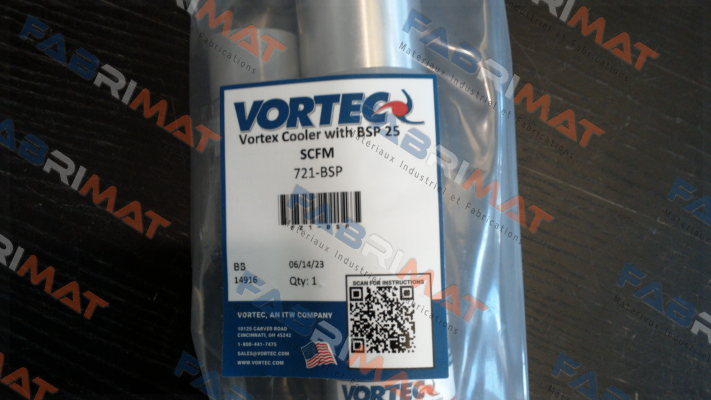 VORTEC
Vortex Cooler with BSP 25
SCFM
721-BSP
BB
06/14/23
14916
Qty: 1
SCAN FOR INSTRUCTIONS
VORTEC, AN ITW COMPANY
10125 CARVER ROAD
CINCINNATI, OH 45242
1-800-441-7475
SALES@VORTEC.COM
WWW.VORTEC.COM
VORTEC
FABRIMAT
Matériaux Industriel et Fabrications